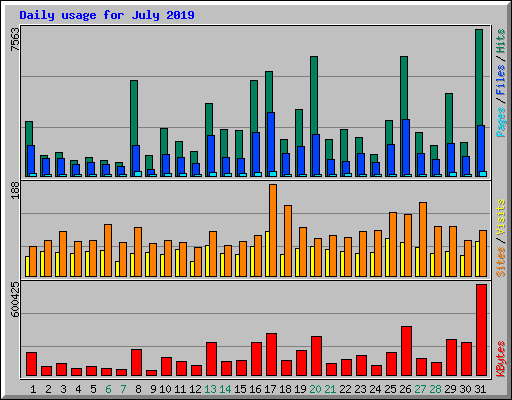 Daily usage for July 2019
7563
Pages / Files / Hits
188
Sites / Visits
600425
KBytes
1 2 3 4 5 6 7 8 9 10 11 12 13 14 15 16 17 18 19 20 21 22 23 24 25 26 27 28 29 30 31